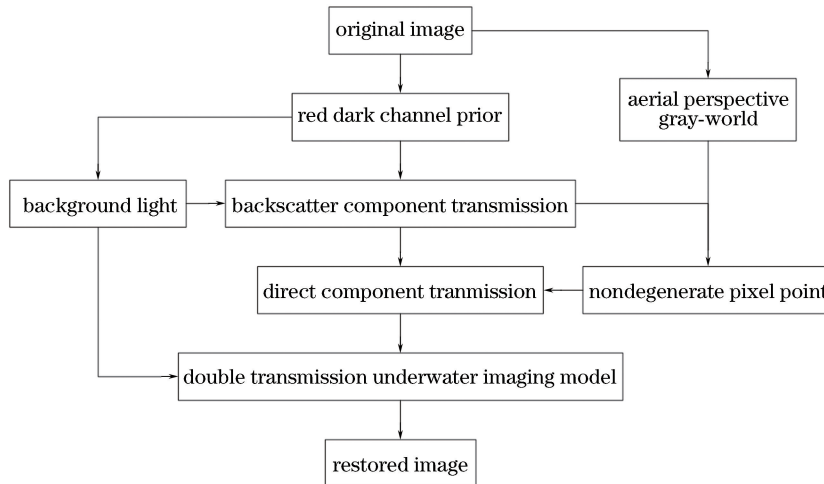 original image
aerial perspective
gray-world
red dark channel prior
background light
backscatter component transmission
direct component tranmission
nondegenerate pixel point
double transmission underwater imaging model
restored image